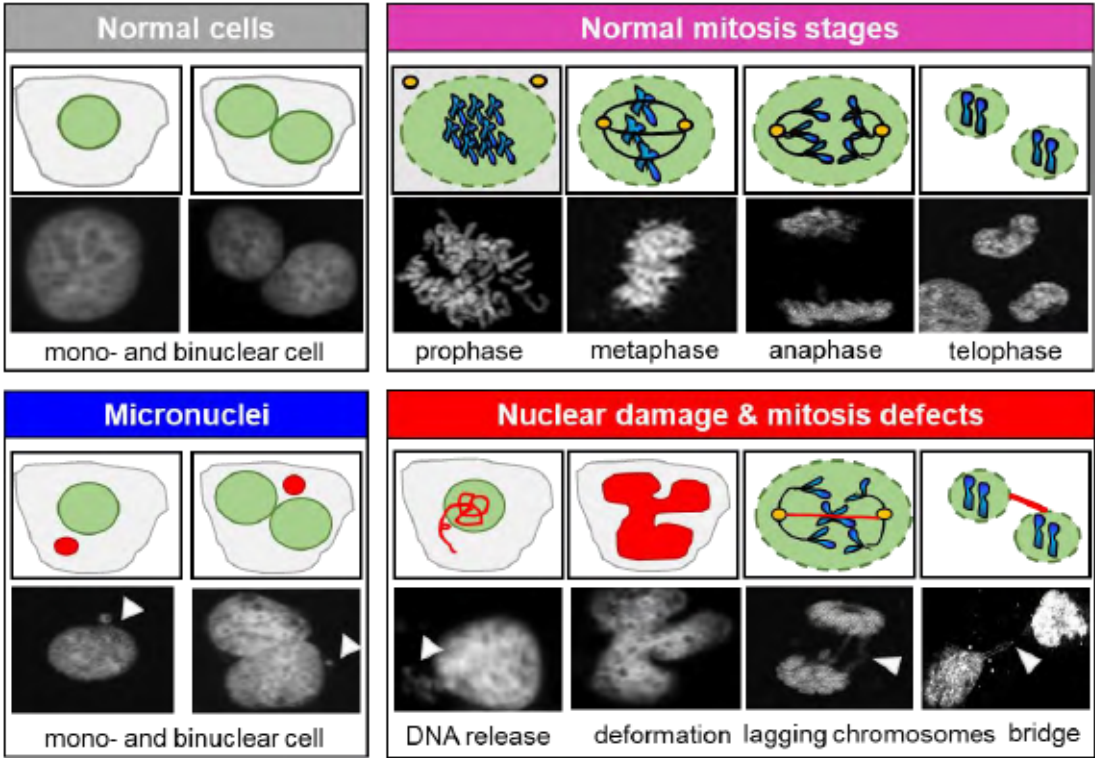 Normal cells
mono- and binuclear cell
Normal mitosis stages
prophase metaphase anaphase telophase
Micronuclei
mono- and binuclear cell
Nuclear damage & mitosis defects
DNA release deformation lagging chromosomes bridge